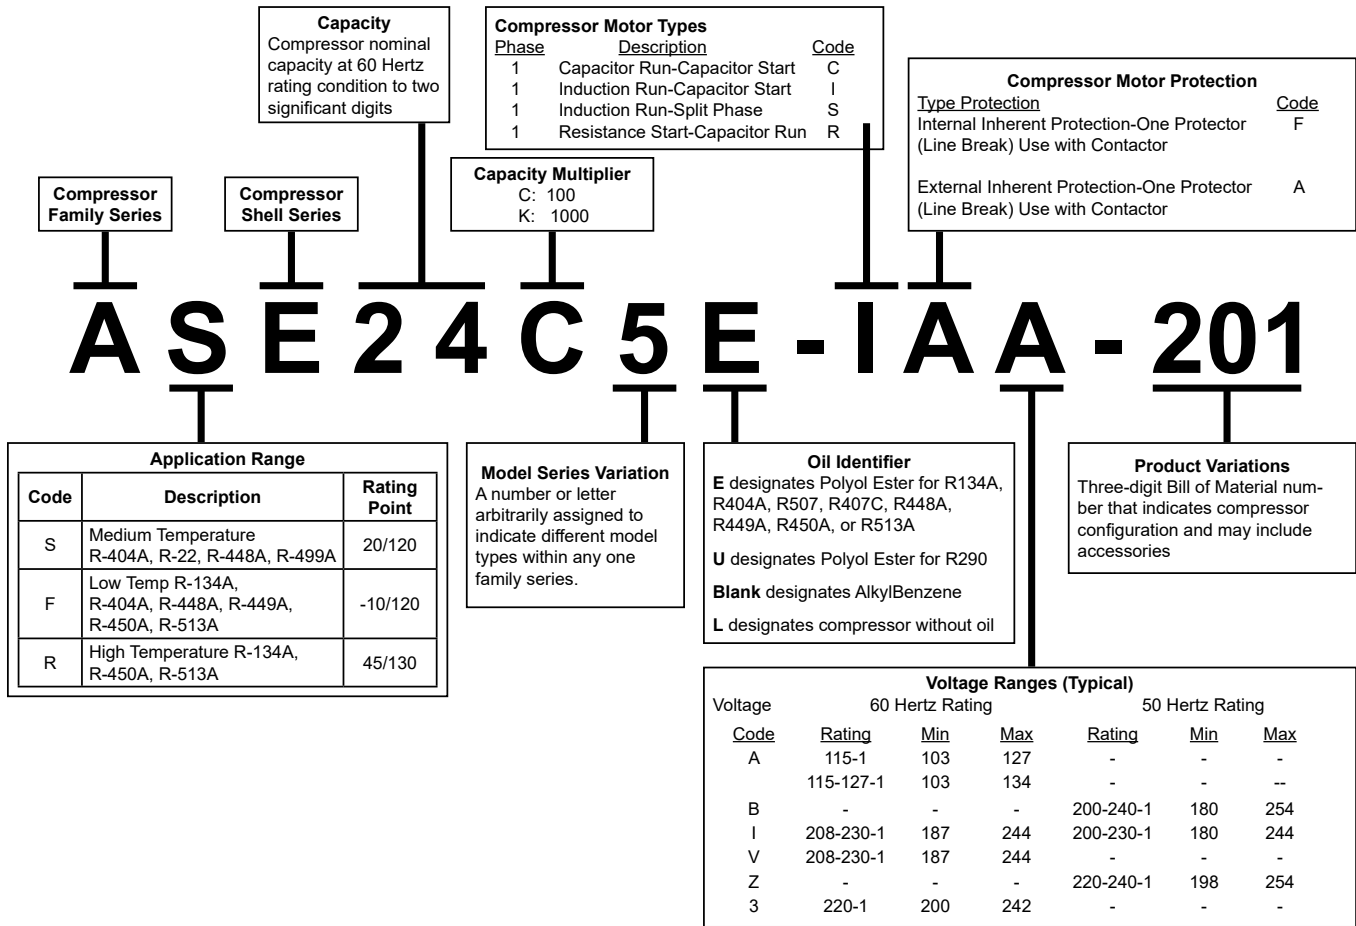 Capacity
Compressor nominal
capacity at 60 Hertz
rating condition to two
significant digits
Compressor Motor Types
Phase Description Code
1 Capacitor Run-Capacitor Start C
1 Induction Run-Capacitor Start I
1 Induction Run-Split Phase S
1 Resistance Start-Capacitor Run R
Compressor Motor Protection
Type Protection Code
Internal Inherent Protection-One Protector F
(Line Break) Use with Contactor
External Inherent Protection-One Protector A
(Line Break) Use with Contactor
Compressor
Family Series
Compressor
Shell Series
Capacity Multiplier
C: 100
K: 1000
ASE24C5E-IAA-201
Application Range
Code Description Rating Point
S Medium Temperature 20/120
R-404A, R-22, R-448A, R-499A
F Low Temp R-134A, -10/120
R-404A, R-448A, R-449A,
R-450A, R-513A
R High Temperature R-134A, 45/130
R-450A, R-513A
Model Series Variation
A number or letter
arbitrarily assigned to
indicate different model
types within any one
family series.
Oil Identifier
E designates Polyol Ester for R134A,
R404A, R507, R407C, R448A,
R449A, R450A, or R513A
U designates Polyol Ester for R290
Blank designates AlkylBenzene
L designates compressor without oil
Product Variations
Three-digit Bill of Material num-
ber that indicates compressor
configuration and may include
accessories
Voltage Ranges (Typical)
Voltage 60 Hertz Rating 50 Hertz Rating
Code Rating Min Max Rating Min Max
A 115-1 103 127 - - -
115-127-1 103 134 - - --
B - - - 200-240-1 180 254
I 208-230-1 187 244 200-230-1 180 244
V 208-230-1 187 244 - - -
Z - - - 220-240-1 198 254
3 220-1 200 242 - - -